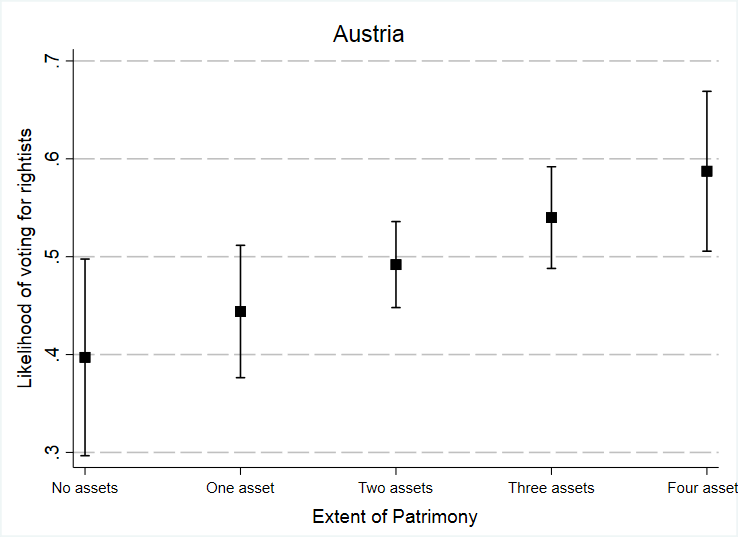 Austria
.7
.6
.5
.4
.3
Likelihood of voting for rightists
No assets One asset Two assets Three assets Four asset
Extent of Patrimony